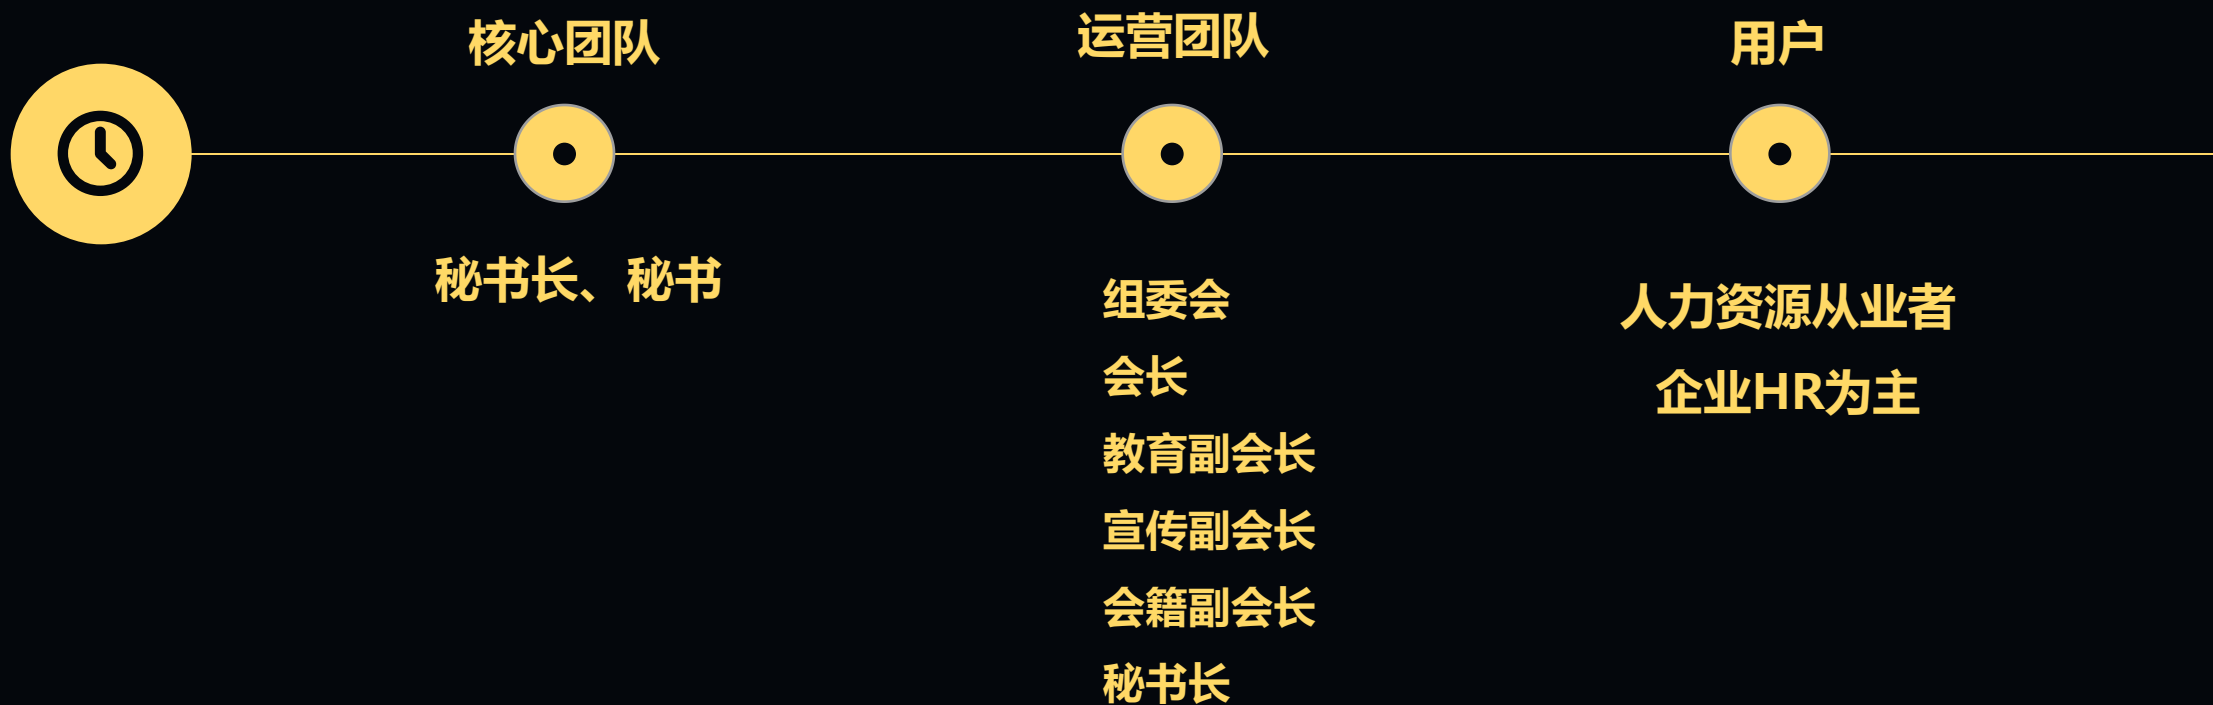 核心团队
运营团队
用户
秘书长、秘书
组委会
会长
教育副会长
宣传副会长
会籍副会长
秘书长
人力资源从业者
企业HR为主